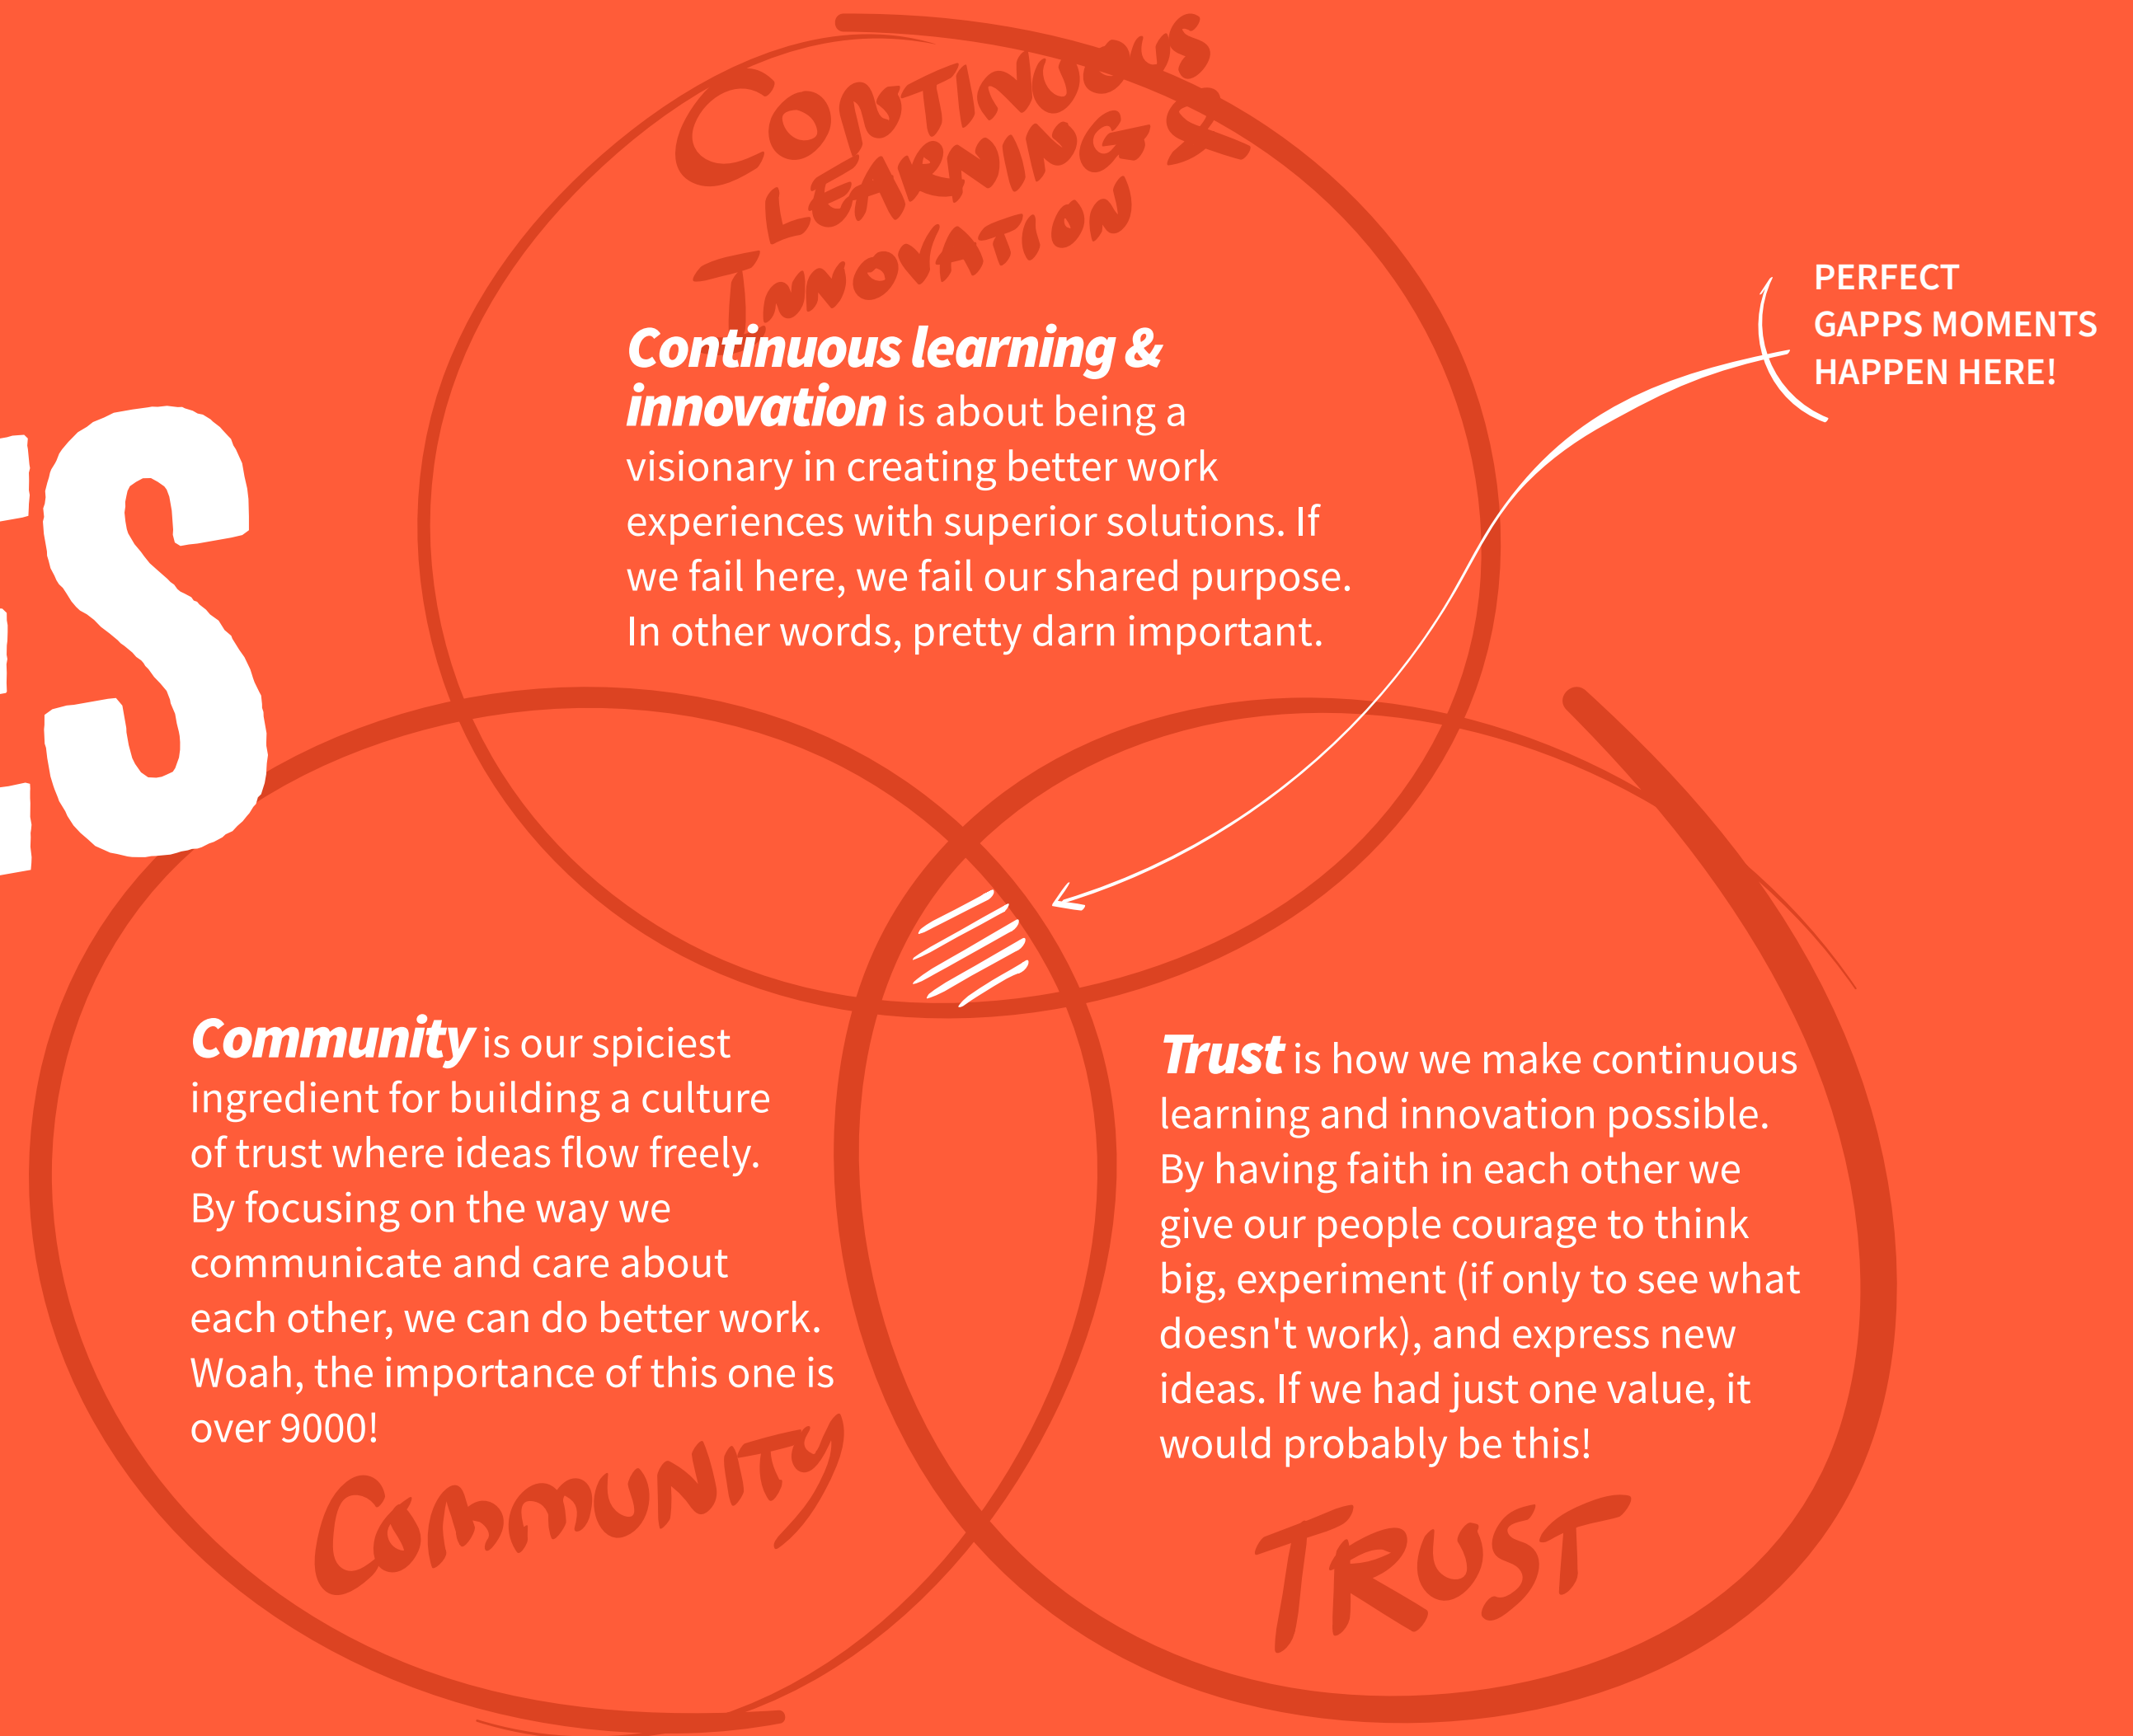 CONTINUOUS
LEARNING &
INNOVATION
PERFECT
GAPPS MOMENTS
HAPPEN HERE!
Continuous learning &
innovation is about being a
visionary in creating better work
experiences with superior solutions. If
we fail here, we fail our shared purpose.
In other words, pretty darn important.
S
Community is our spiciest
ingredient for building a culture
of trust where ideas flow freely.
By focusing on the way we
communicate and care about
each other, we can do better work.
Woah, the importance of this one is
over 9000!
COMMUNITY
Trust is how we make continuous
learning and innovation possible.
By having faith in each other we
give our people courage to think
big, experiment (if only to see what
doesn't work), and express new
ideas. If we had just one value, it
would probably be this!
TRUST